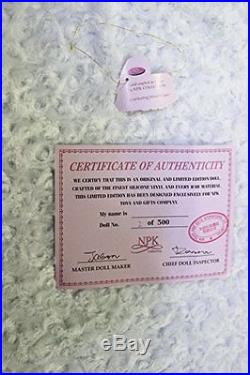 CERTIFICATE OF AUTHENTICITY
WE CERTIFY THAT THIS IS AN ORIGINAL AND LIMITED EDITION DOLL
CRAFTED OF THE FINEST SILICONE VINYL AND EVERY RAW MATERIAL
THIS LIMITED EDITION HAS BEEN DESIGNED EXCLUSIVELY FOR NPK
TOYS AND GIFTS COMPANY.
My name is
Doll No. 2 of 500
NPK
MASTER DOLL MAKER
CHIEF DOLL INSPECTOR